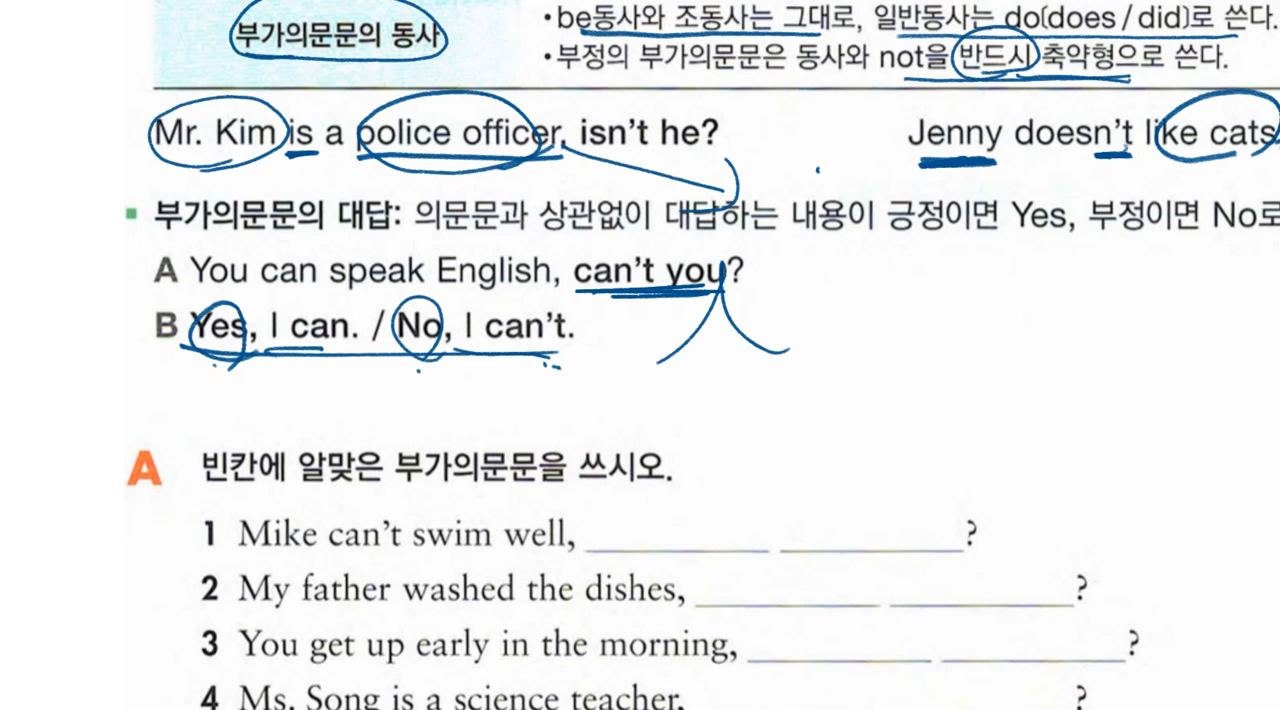 부가의문문의 동사
•be동사와 조동사는 그대로, 일반동사는 do(does / did)로 쓴다.
•부정의 부가의문문은 동사와 not을 반드시 축약형으로 쓴다.
Mr. Kim is a police officer, isn't he? Jenny doesn't like cats
부가의문문의 대답: 의문문과 상관없이 대답하는 내용이 긍정이면 Yes, 부정이면 No로
A You can speak English, can't you?
B Yes, I can. / No, I can't.
A 빈칸에 알맞은 부가의문문을 쓰시오.
1 Mike can't swim well, ?
2 My father washed the dishes, ?
3 You get up early in the morning, ?
4 Ms. Song is a science teacher, ?